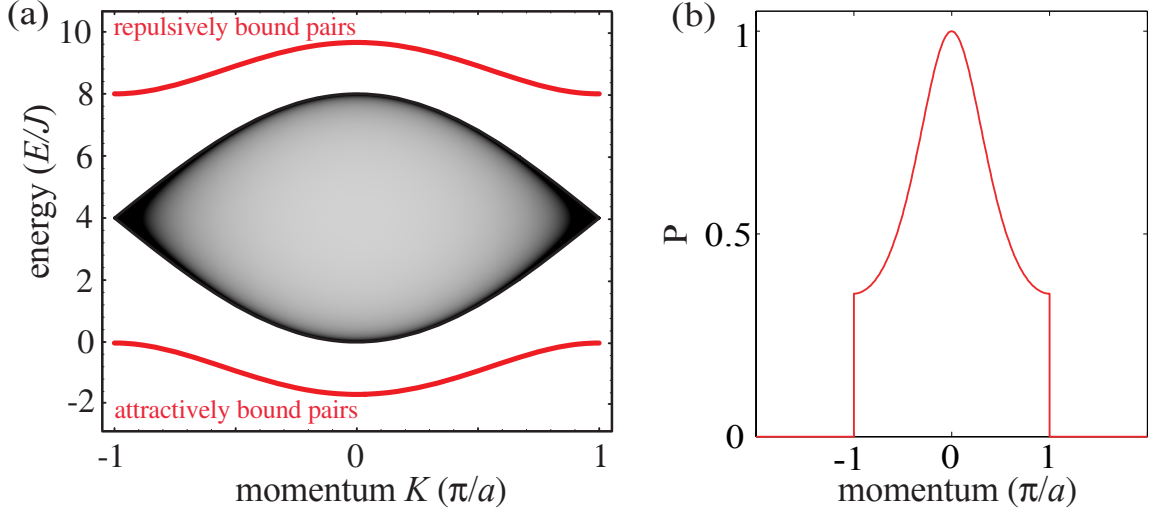 (a)
repulsively bound pairs
10
8
6
4
2
0
-2
energy (E/J)
attractively bound pairs
-1
0
1
momentum K (π/a)
(b)
1
0.5
0
P
-1
0
1
momentum (π/a)